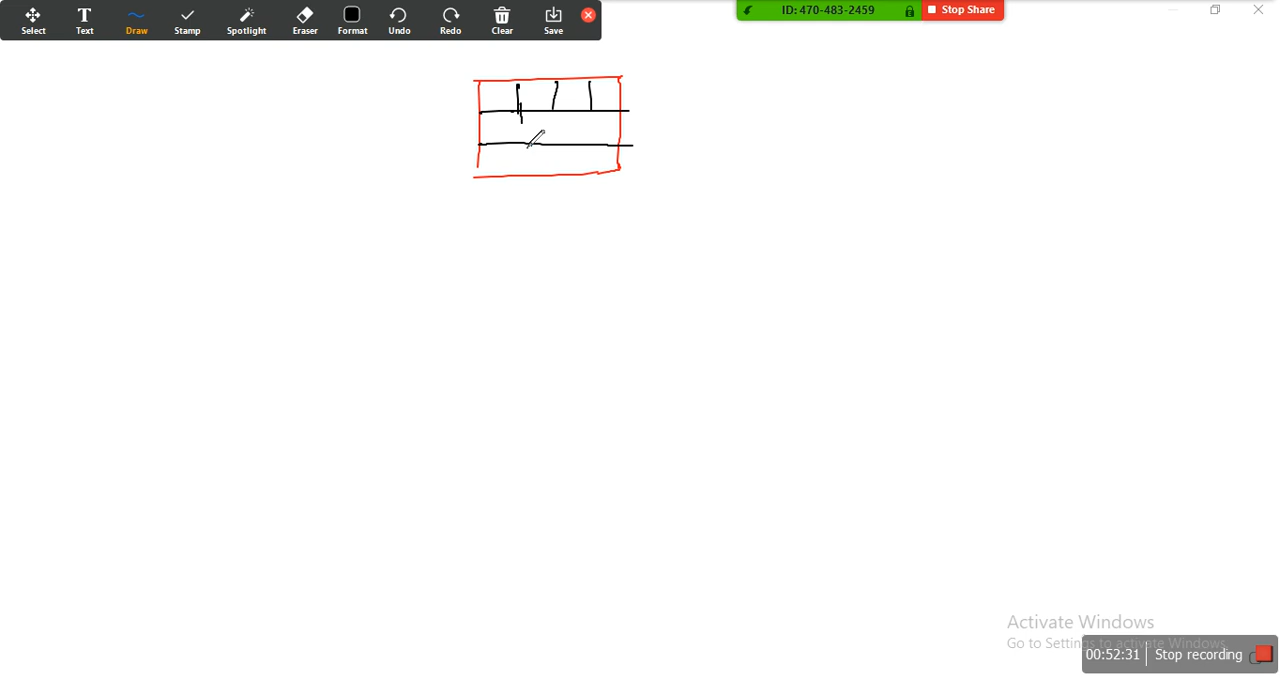 ID: 470-483-2459 Stop Share
Select Text Draw Stamp Spotlight Eraser Format Undo Redo Clear Save
Activate Windows
Go to Settings to activate Windows.
00:52:31 Stop recording